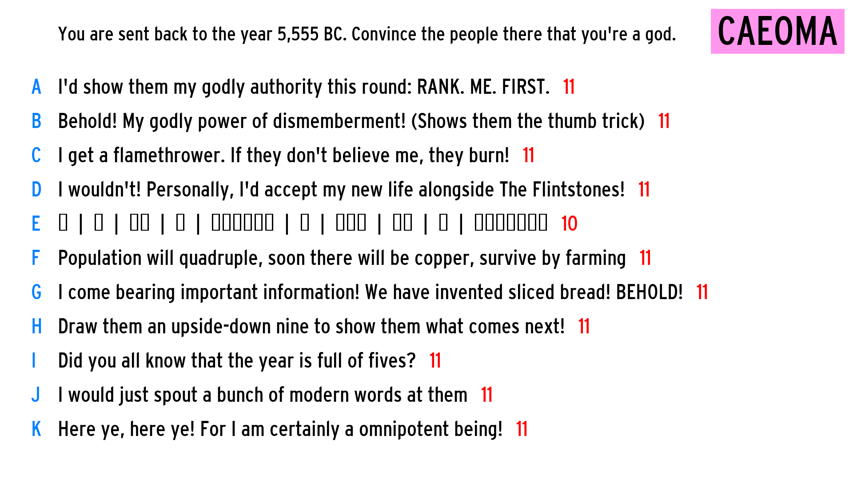 You are sent back to the year 5,555 BC. Convince the people there that you're a god.
CAEOMA
A I'd show them my godly authority this round: RANK. ME. FIRST. 11
B Behold! My godly power of dismemberment! (Shows them the thumb trick) 11
C I get a flamethrower. If they don't believe me, they burn! 11
D I wouldn't! Personally, I'd accept my new life alongside The Flintstones! 11
E ▯ | ▯ | ▯▯ | ▯ | ▯▯▯▯▯▯ | ▯ | ▯▯▯ | ▯▯ | ▯ | ▯▯▯▯▯▯▯ 10
F Population will quadruple, soon there will be copper, survive by farming 11
G I come bearing important information! We have invented sliced bread! BEHOLD! 11
H Draw them an upside-down nine to show them what comes next! 11
I Did you all know that the year is full of fives? 11
J I would just spout a bunch of modern words at them 11
K Here ye, here ye! For I am certainly a omnipotent being! 11